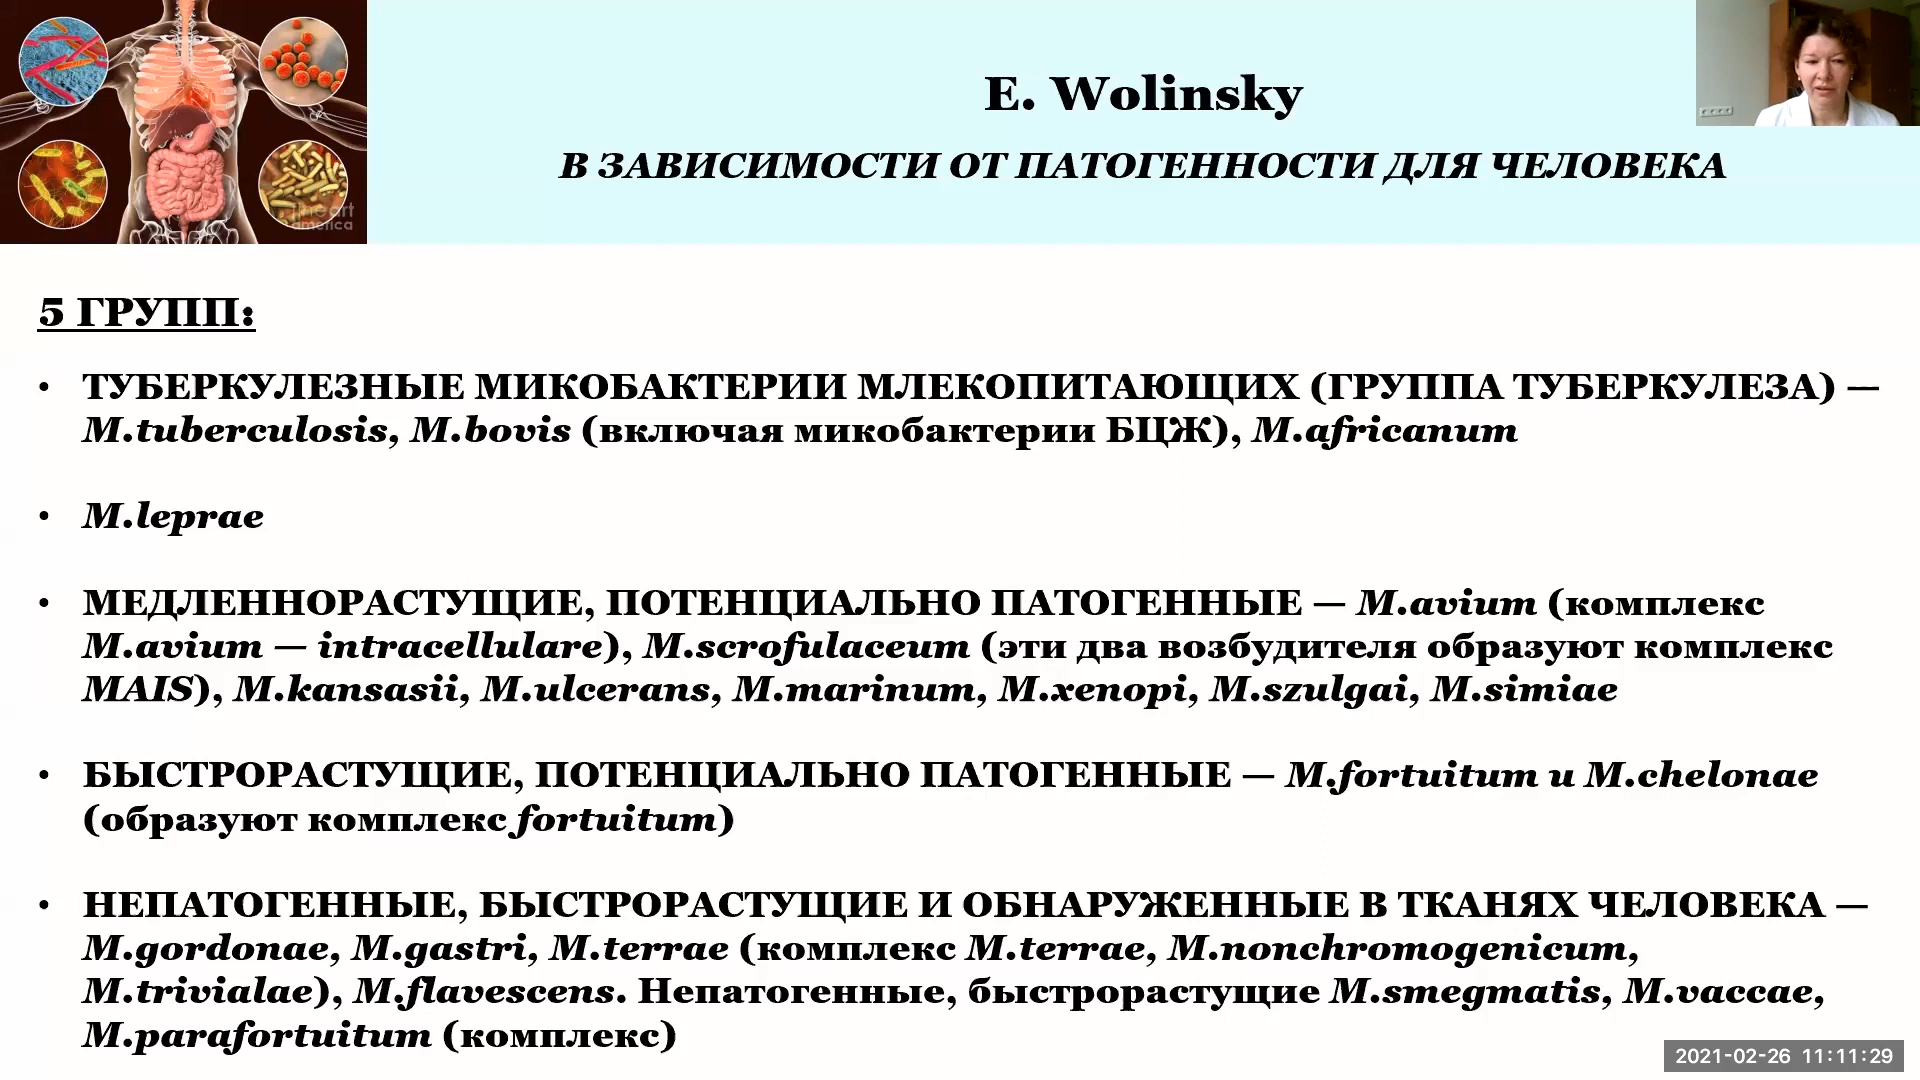 E. Wolinsky
В ЗАВИСИМОСТИ ОТ ПАТОГЕННОСТИ ДЛЯ ЧЕЛОВЕКА
fineart
america
5 ГРУПП:
• ТУБЕРКУЛЕЗНЫЕ МИКОБАКТЕРИИ МЛЕКОПИТАЮЩИХ (ГРУППА ТУБЕРКУЛЕЗА) —
M.tuberculosis, M.bovis (включая микобактерии БЦЖ), M.africanum
• M.leprae
• МЕДЛЕННОРАСТУЩИЕ, ПОТЕНЦИАЛЬНО ПАТОГЕННЫЕ — M.avium (комплекс
M.avium — intracellulare), M.scrofulaceum (эти два возбудителя образуют комплекс
MAIS), M.kansasii, M.ulcerans, M.marinum, M.xenopi, M.szulgai, M.simiae
• БЫСТРОРАСТУЩИЕ, ПОТЕНЦИАЛЬНО ПАТОГЕННЫЕ — M.fortuitum и M.chelonae
(образуют комплекс fortuitum)
• НЕПАТОГЕННЫЕ, БЫСТРОРАСТУЩИЕ И ОБНАРУЖЕННЫЕ В ТКАНЯХ ЧЕЛОВЕКА —
M.gordonae, M.gastri, M.terrae (комплекс M.terrae, M.nonchromogenicum,
M.trivialae), M.flavescens. Непатогенные, быстрорастущие M.smegmatis, M.vaccae,
M.parafortuitum (комплекс)
2021-02-26 11:11:29